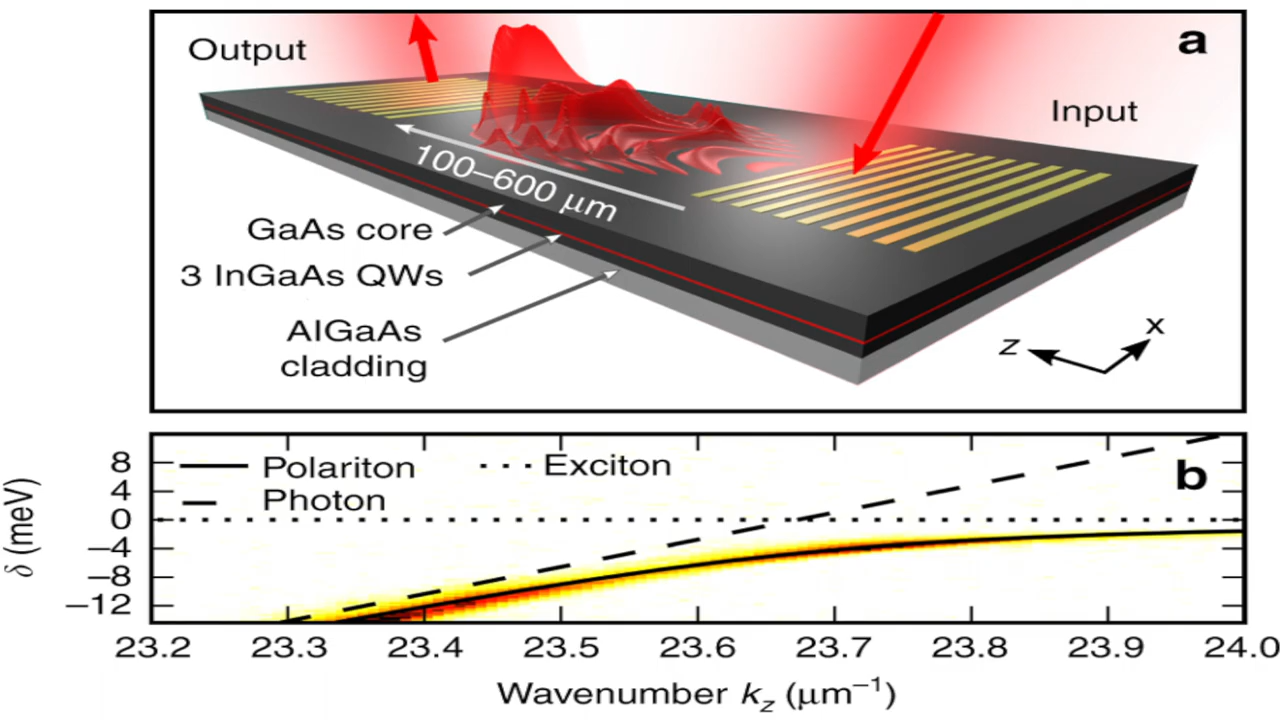 a
Output
Input
100–600 μm
GaAs core
3 InGaAs QWs
AlGaAs
cladding
x
z
b
Polariton
Exciton
Photon
8
4
0
−4
−8
−12
δ (meV)
23.2 23.3 23.4 23.5 23.6 23.7 23.8 23.9 24.0
Wavenumber kz (μm−1)